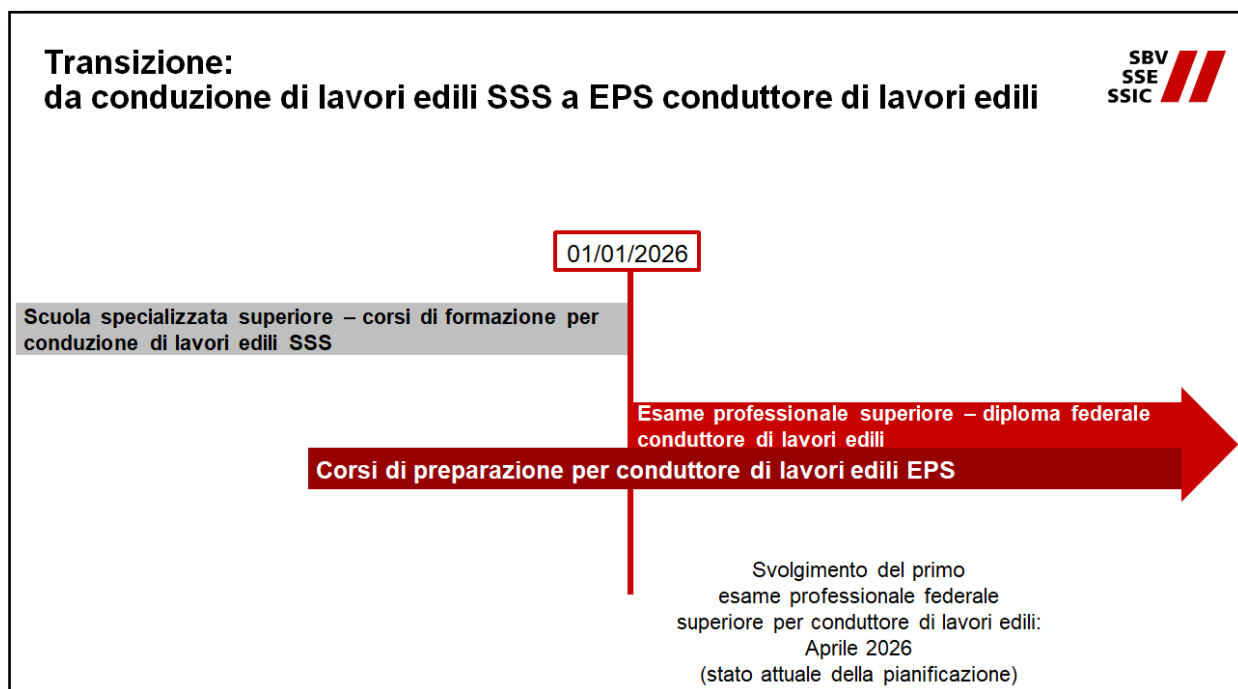 Transizione:
da conduzione di lavori edili SSS a EPS conduttore di lavori edili
SBV
SSE
SSIC
01/01/2026
Scuola specializzata superiore – corsi di formazione per
conduzione di lavori edili SSS
Esame professionale superiore – diploma federale
conduttore di lavori edili
Corsi di preparazione per conduttore di lavori edili EPS
Svolgimento del primo
esame professionale federale
superiore per conduttore di lavori edili:
Aprile 2026
(stato attuale della pianificazione)